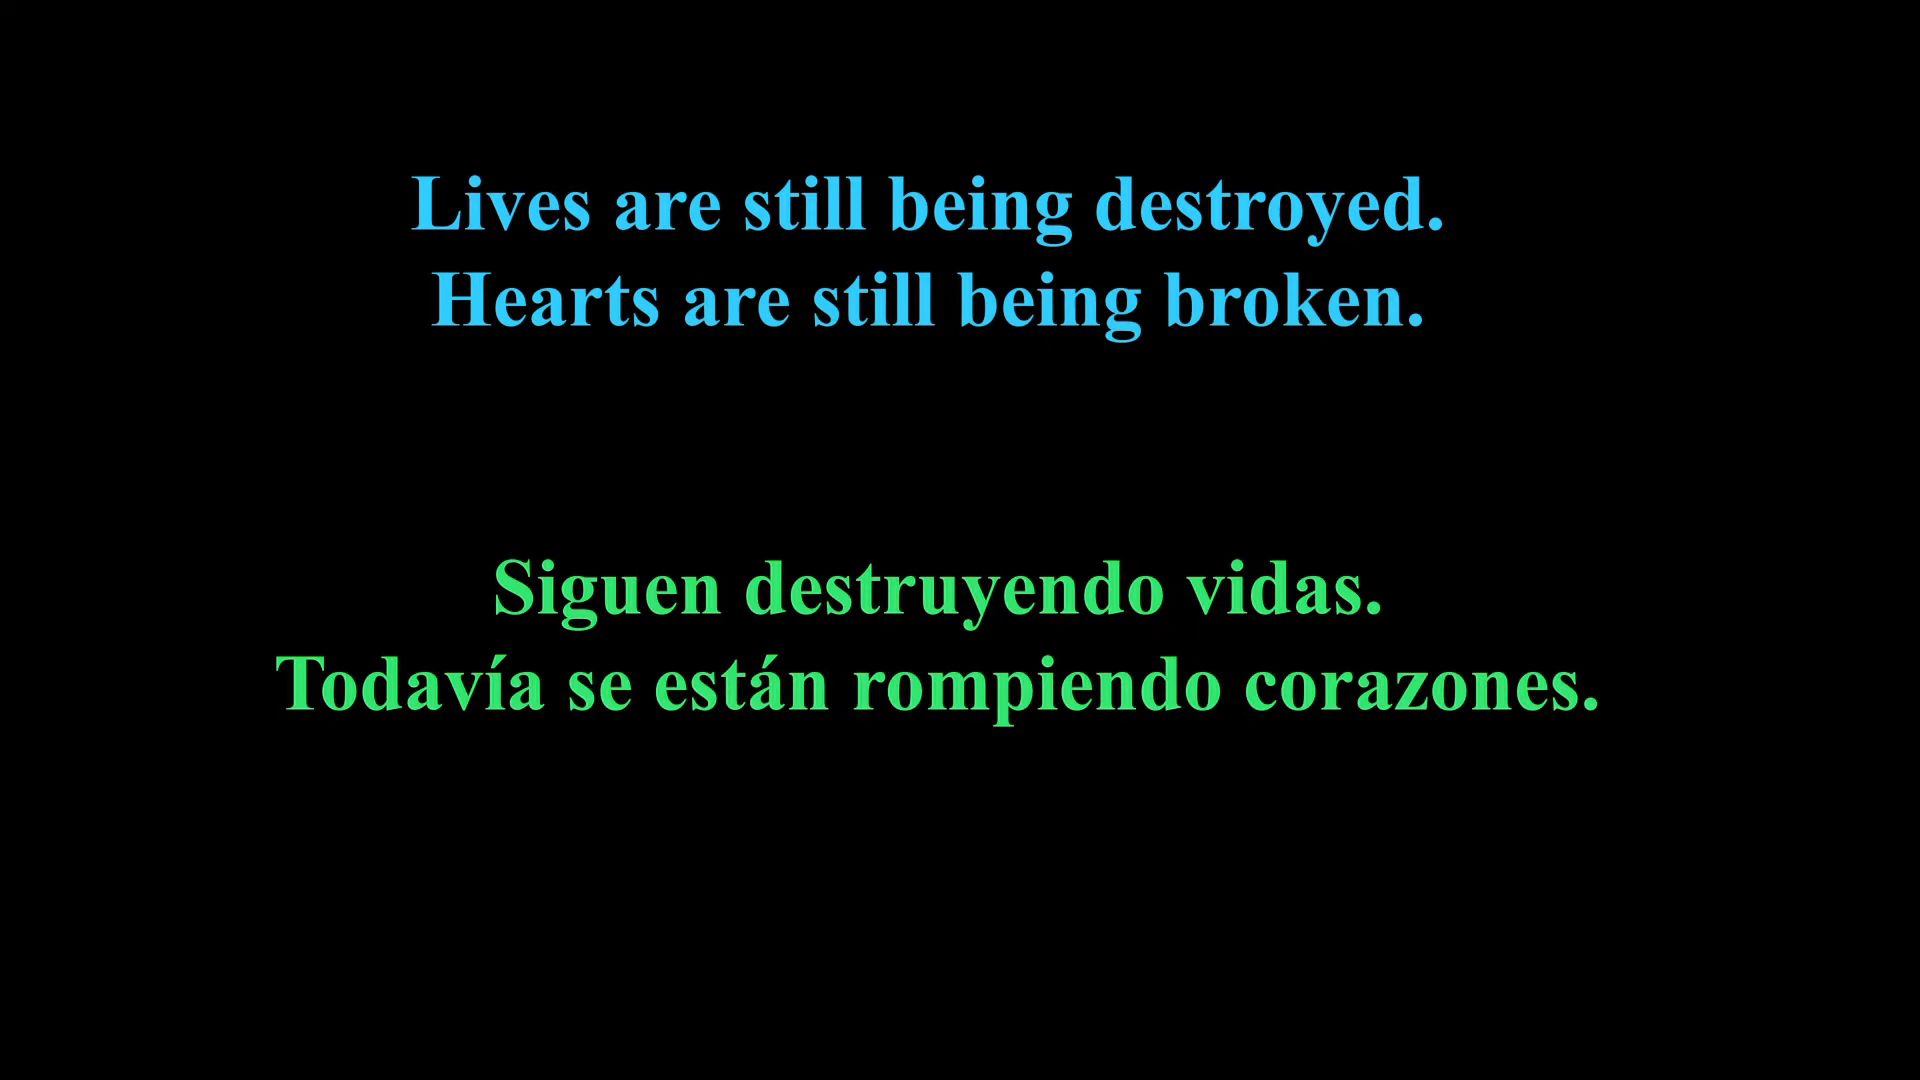 Lives are still being destroyed.
Hearts are still being broken.
Siguen destruyendo vidas.
Todavía se están rompiendo corazones.